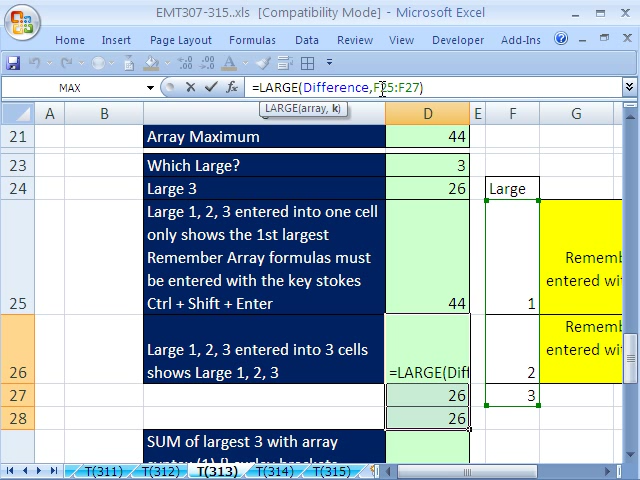 EMT307-315..xls [Compatibility Mode] - Microsoft Excel
Home Insert Page Layout Formulas Data Review View Developer Add-Ins
MAX =LARGE(Difference,F25:F27)
LARGE(array, k)
A B D E F G
21 Array Maximum 44
23 Which Large? 3
24 Large 3 26 Large
Large 1, 2, 3 entered into one cell
only shows the 1st largest
Remember Array formulas must
be entered with the key stokes
25 Ctrl + Shift + Enter 44 1
Rememb
entered wi
Large 1, 2, 3 entered into 3 cells
26 shows Large 1, 2, 3 =LARGE(Diff 2
Rememb
entered wit
27 26 3
28 26
SUM of largest 3 with array
T(311) T(312) T(313) T(314) T(315)